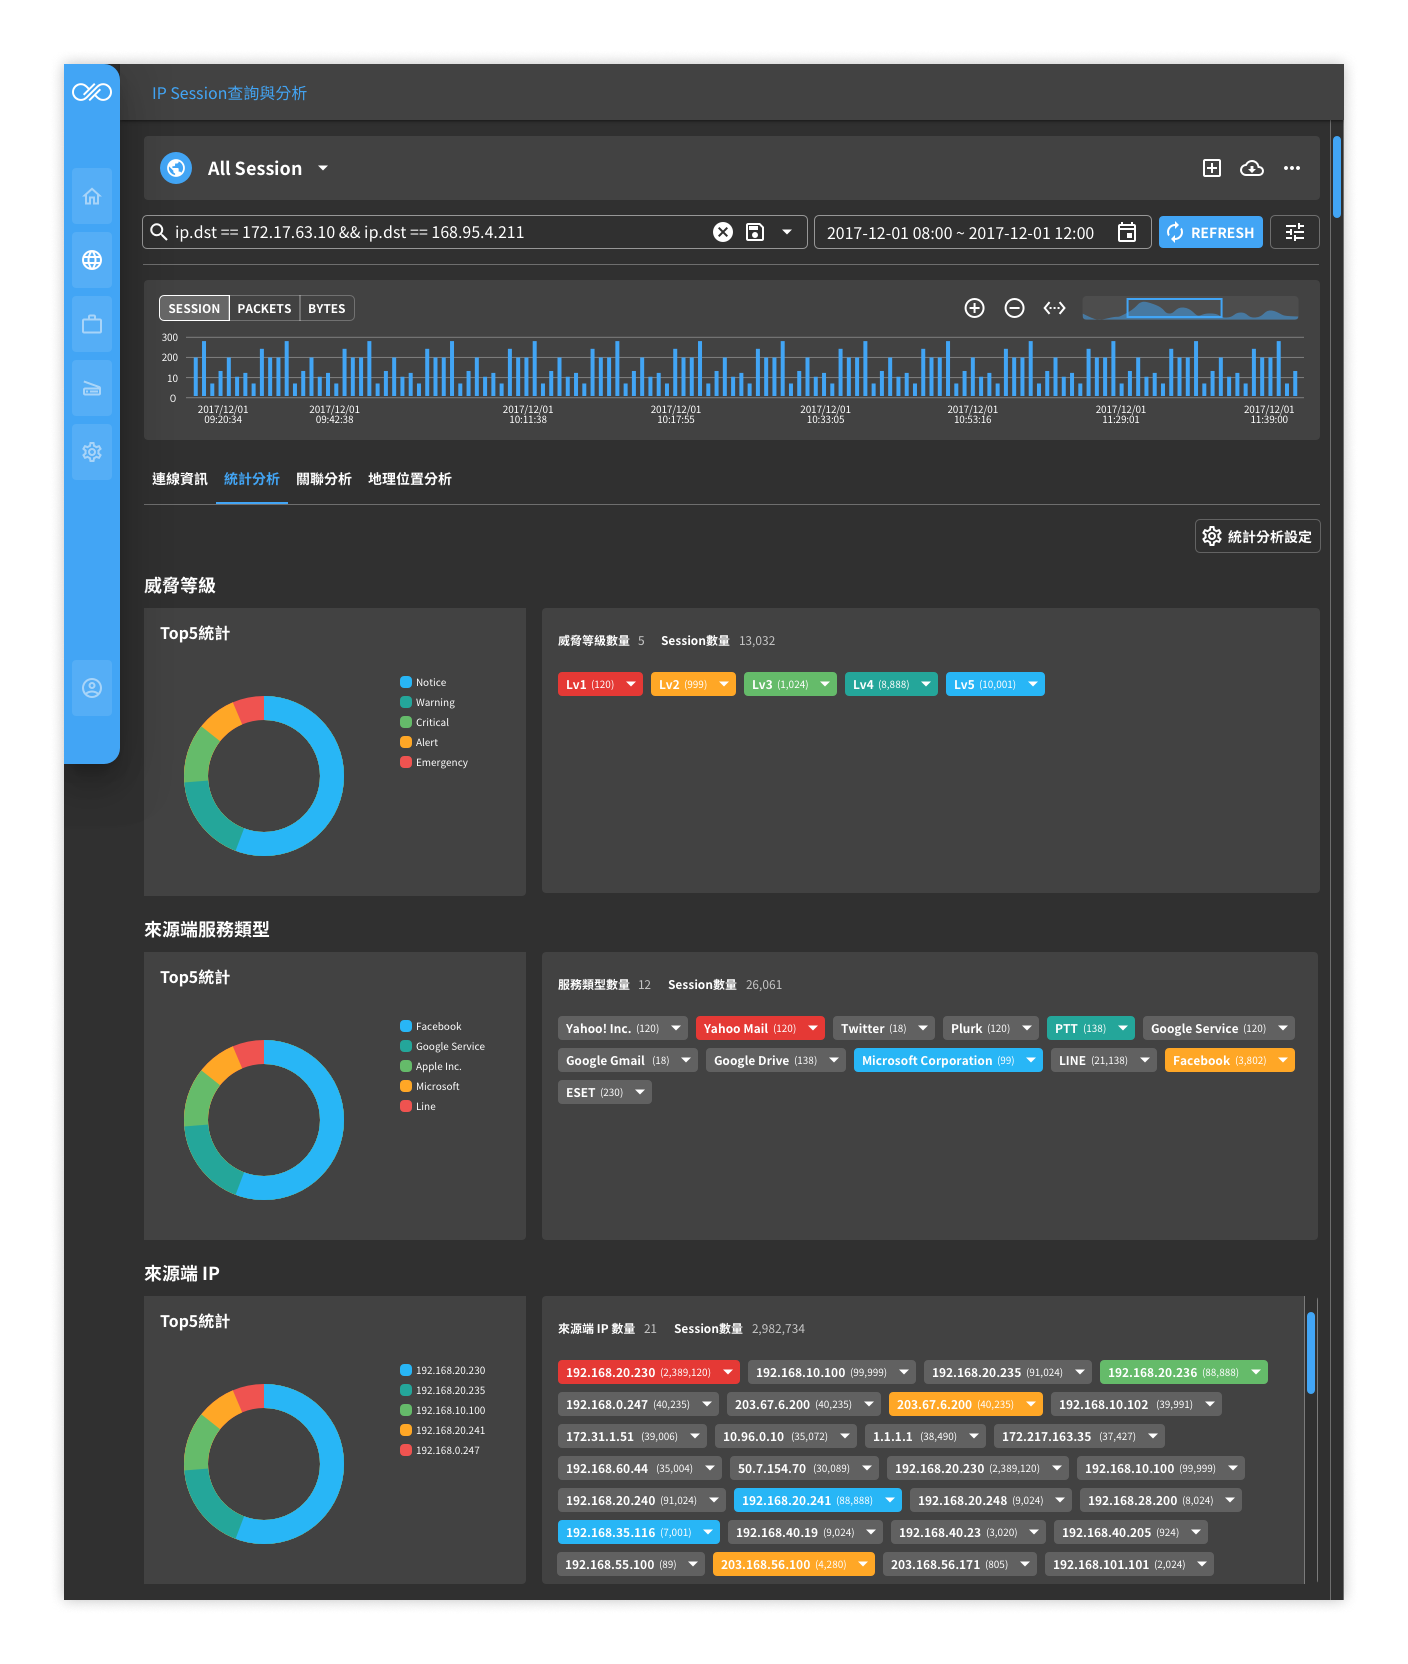 IP Session查詢與分析
All Session
ip.dst == 172.17.63.10 && ip.dst == 168.95.4.211
2017-12-01 08:00 ~ 2017-12-01 12:00
REFRESH
SESSION PACKETS BYTES
300
200
10
0
2017/12/01 09:20:34
2017/12/01 09:42:38
2017/12/01 10:11:38
2017/12/01 10:17:55
2017/12/01 10:33:05
2017/12/01 10:53:16
2017/12/01 11:29:01
2017/12/01 11:39:00
連線資訊 統計分析 關聯分析 地理位置分析
統計分析設定
威脅等級
Top5統計
Notice
Warning
Critical
Alert
Emergency
威脅等級數量 5 Session數量 13,032
Lv1 (120) Lv2 (999) Lv3 (1,024) Lv4 (8,888) Lv5 (10,001)
來源端服務類型
Top5統計
Facebook
Google Service
Apple Inc.
Microsoft
Line
服務類型數量 12 Session數量 26,061
Yahoo! Inc. (120) Yahoo Mail (120) Twitter (18) Plurk (120) PTT (138) Google Service (120)
Google Gmail (18) Google Drive (138) Microsoft Corporation (99) LINE (21,138) Facebook (3,802)
ESET (230)
來源端 IP
Top5統計
192.168.20.230
192.168.20.235
192.168.10.100
192.168.20.241
192.168.0.247
來源端 IP 數量 21 Session數量 2,982,734
192.168.20.230 (2,389,120) 192.168.10.100 (99,999) 192.168.20.235 (91,024) 192.168.20.236 (88,888)
192.168.0.247 (40,235) 203.67.6.200 (40,235) 203.67.6.200 (40,235) 192.168.10.102 (39,991)
172.31.1.51 (39,006) 10.96.0.10 (35,072) 1.1.1.1 (38,490) 172.217.163.35 (37,427)
192.168.60.44 (35,004) 50.7.154.70 (30,089) 192.168.20.230 (2,389,120) 192.168.10.100 (99,999)
192.168.20.240 (91,024) 192.168.20.241 (88,888) 192.168.20.248 (9,024) 192.168.28.200 (8,024)
192.168.35.116 (7,001) 192.168.40.19 (9,024) 192.168.40.23 (3,020) 192.168.40.205 (924)
192.168.55.100 (89) 203.168.56.100 (4,280) 203.168.56.171 (805) 192.168.101.101 (2,024)